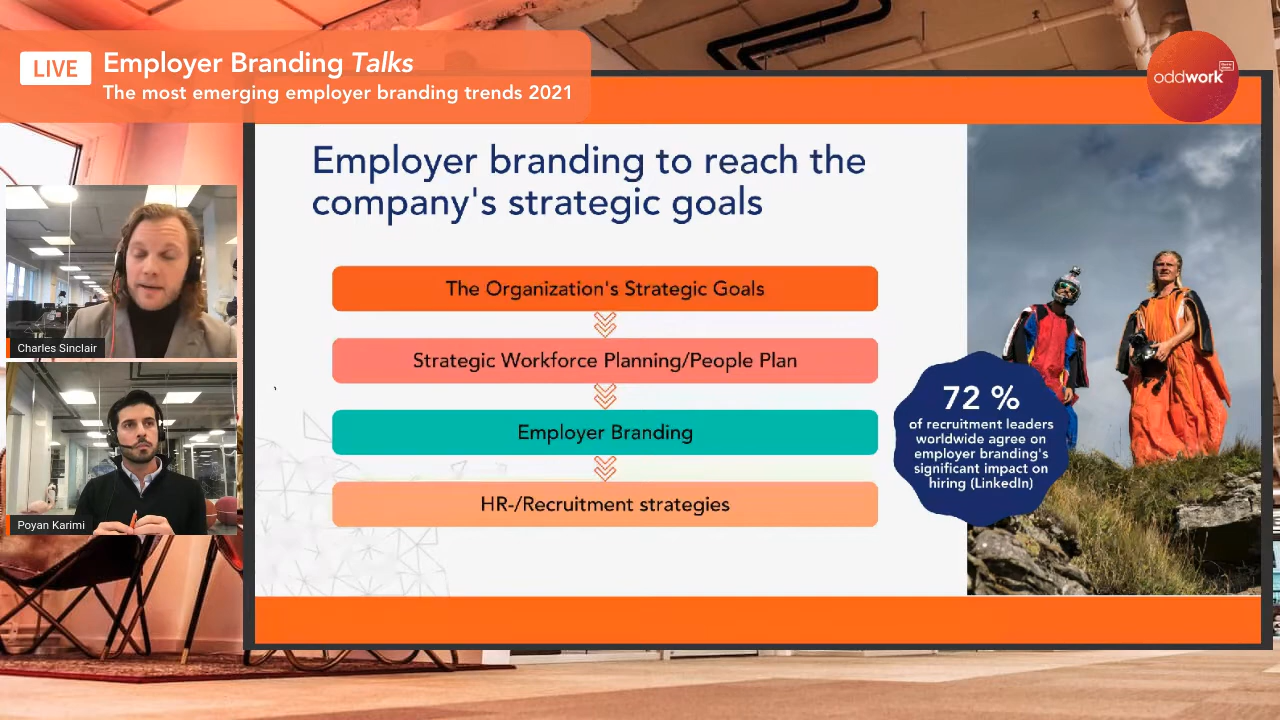 LIVE
Employer Branding Talks
The most emerging employer branding trends 2021
oddwork
Employer branding to reach the
company's strategic goals
The Organization's Strategic Goals
Strategic Workforce Planning/People Plan
Employer Branding
HR-/Recruitment strategies
72 %
of recruitment leaders
worldwide agree on
employer branding's
significant impact on
hiring (LinkedIn)
Charles Sinclair
Poyan Karimi